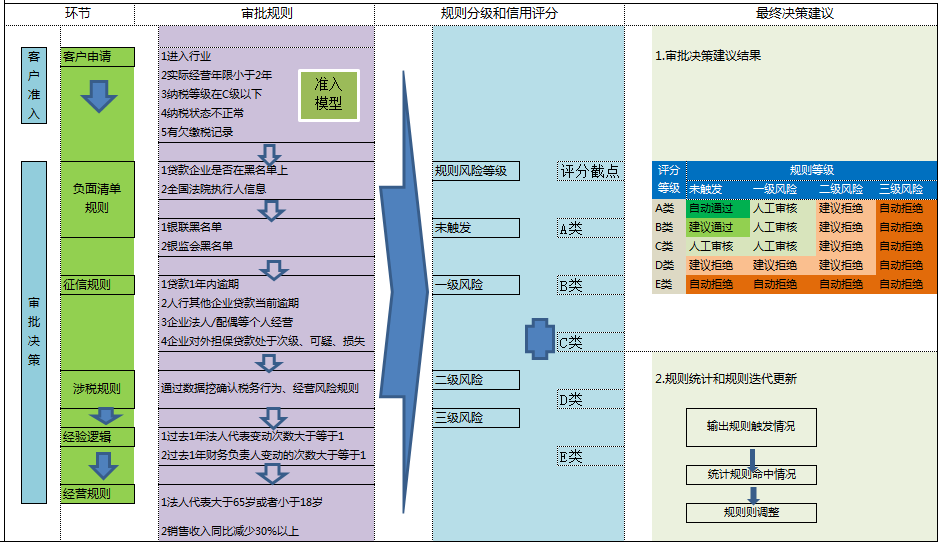 环节
审批规则
规则分级和信用评分
最终决策建议
客户准入
客户申请
1进入行业
2实际经营年限小于2年
3纳税等级在C级以下
4纳税状态不正常
5有欠缴税记录
准入
模型
审批决策
负面清单
规则
1贷款企业是否在黑名单上
2全国法院执行人信息
1银联黑名单
2银监会黑名单
征信规则
1贷款1年内逾期
2人行其他企业贷款当前逾期
3企业法人/配偶等个人经营
4企业对外担保贷款处于次级、可疑、损失
涉税规则
通过数据挖确认税务行为、经营风险规则
经验逻辑
1过去1年法人代表变动次数大于等于1
2过去1年财务负责人变动的次数大于等于1
经营规则
1法人代表大于65岁或者小于18岁
2销售收入同比减少30%以上
规则风险等级
未触发
一级风险
二级风险
三级风险
评分截点
A类
B类
C类
D类
E类
1.审批决策建议结果
评分
等级
规则等级
未触发 一级风险 二级风险 三级风险
A类 自动通过 人工审核 建议拒绝 自动拒绝
B类 建议通过 人工审核 建议拒绝 自动拒绝
C类 人工审核 人工审核 建议拒绝 自动拒绝
D类 建议拒绝 建议拒绝 建议拒绝 自动拒绝
E类 自动拒绝 自动拒绝 自动拒绝 自动拒绝
2.规则统计和规则迭代更新
输出规则触发情况
统计规则命中情况
规则则调整